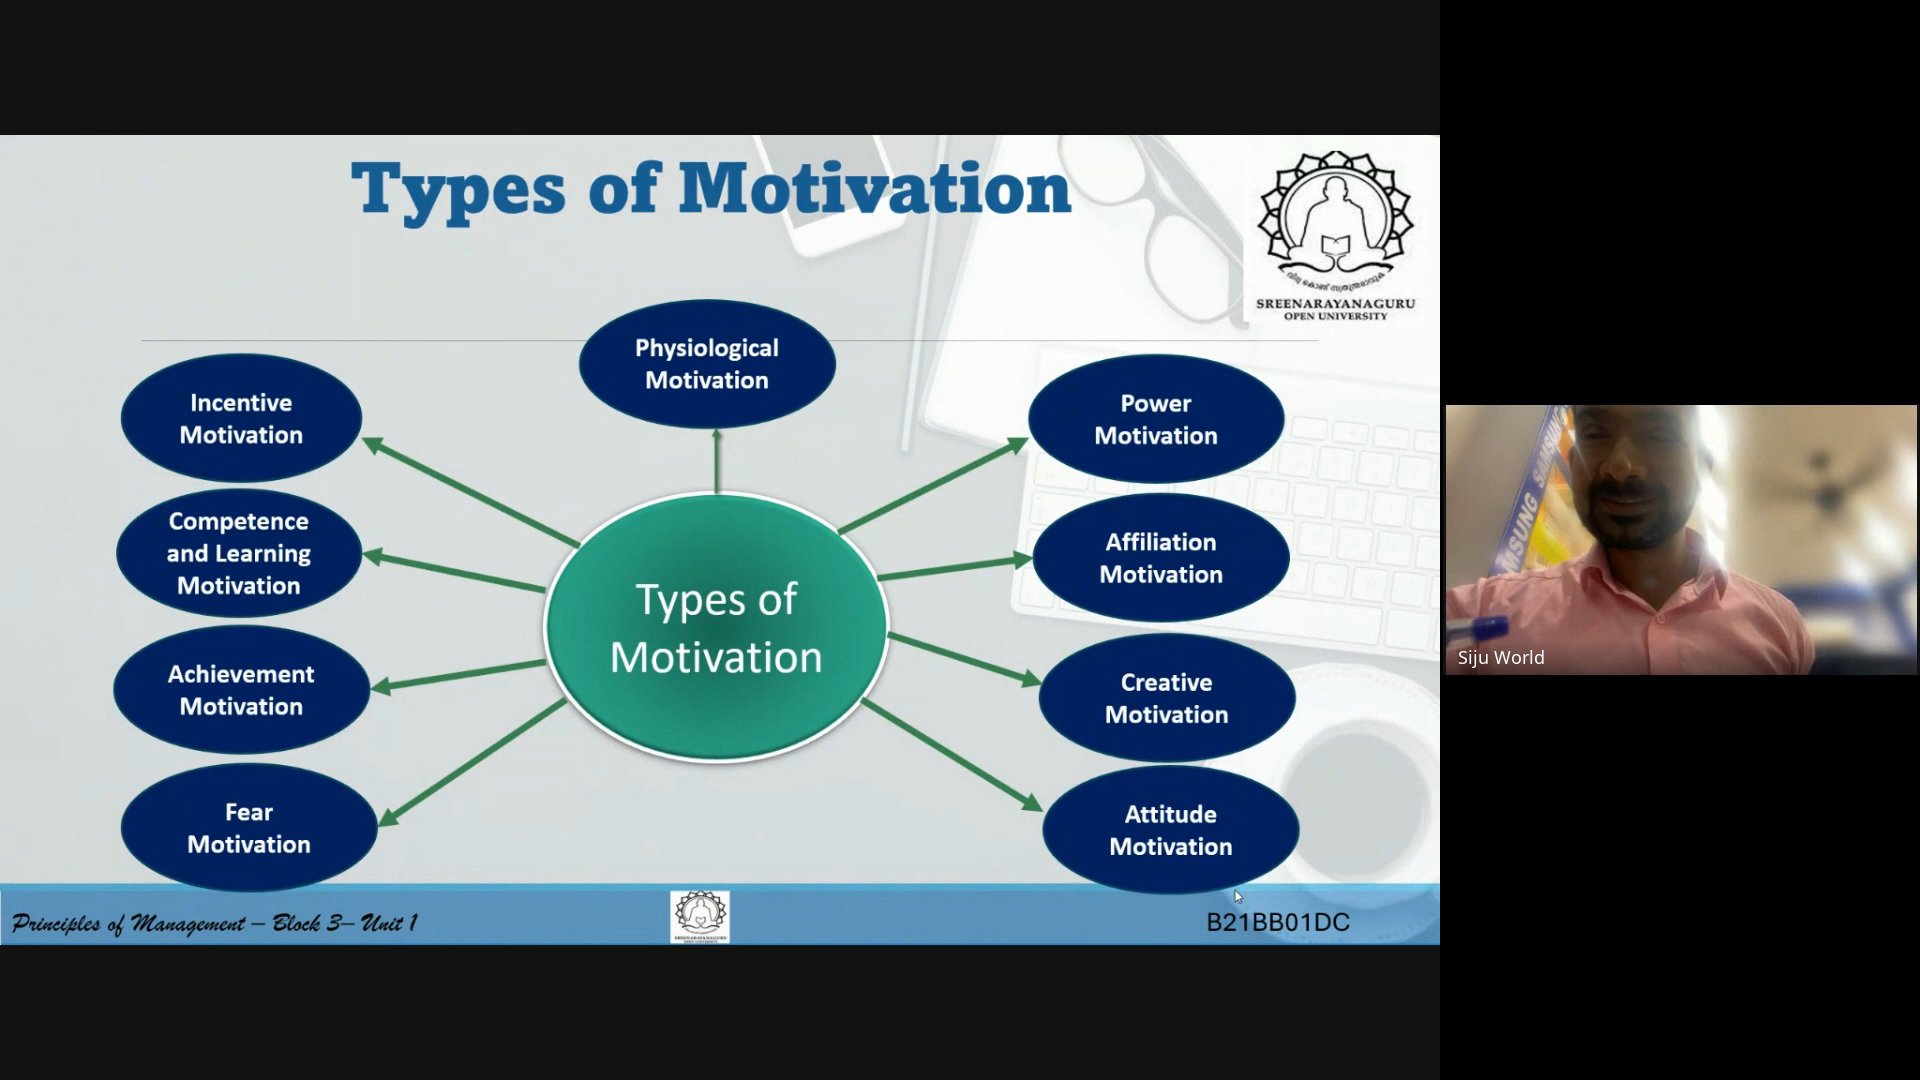 Types of Motivation
SREENARAYANAGURU
OPEN UNIVERSITY
Physiological
Motivation
Incentive
Motivation
Power
Motivation
Competence
and Learning
Motivation
Affiliation
Motivation
Types of
Motivation
Achievement
Motivation
Creative
Motivation
Fear
Motivation
Attitude
Motivation
Principles of Management – Block 3– Unit 1
B21BB01DC
SAMSUNG SAMSUNG
Siju World